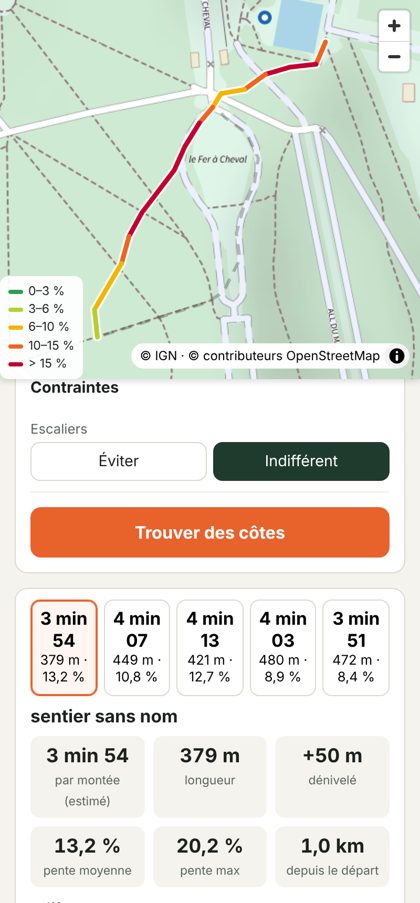 CHEVAL
+
−
le Fer à Cheval
0–3 %
3–6 %
6–10 %
10–15 %
> 15 %
© IGN · © contributeurs OpenStreetMap
Contraintes
Escaliers
Éviter
Indifférent
Trouver des côtes
3 min
54
379 m ·
13,2 %
4 min
07
449 m ·
10,8 %
4 min
13
421 m ·
12,7 %
4 min
03
480 m ·
8,9 %
3 min
51
472 m ·
8,4 %
sentier sans nom
3 min 54
par montée
(estimé)
379 m
longueur
+50 m
dénivelé
13,2 %
pente moyenne
20,2 %
pente max
1,0 km
depuis le départ